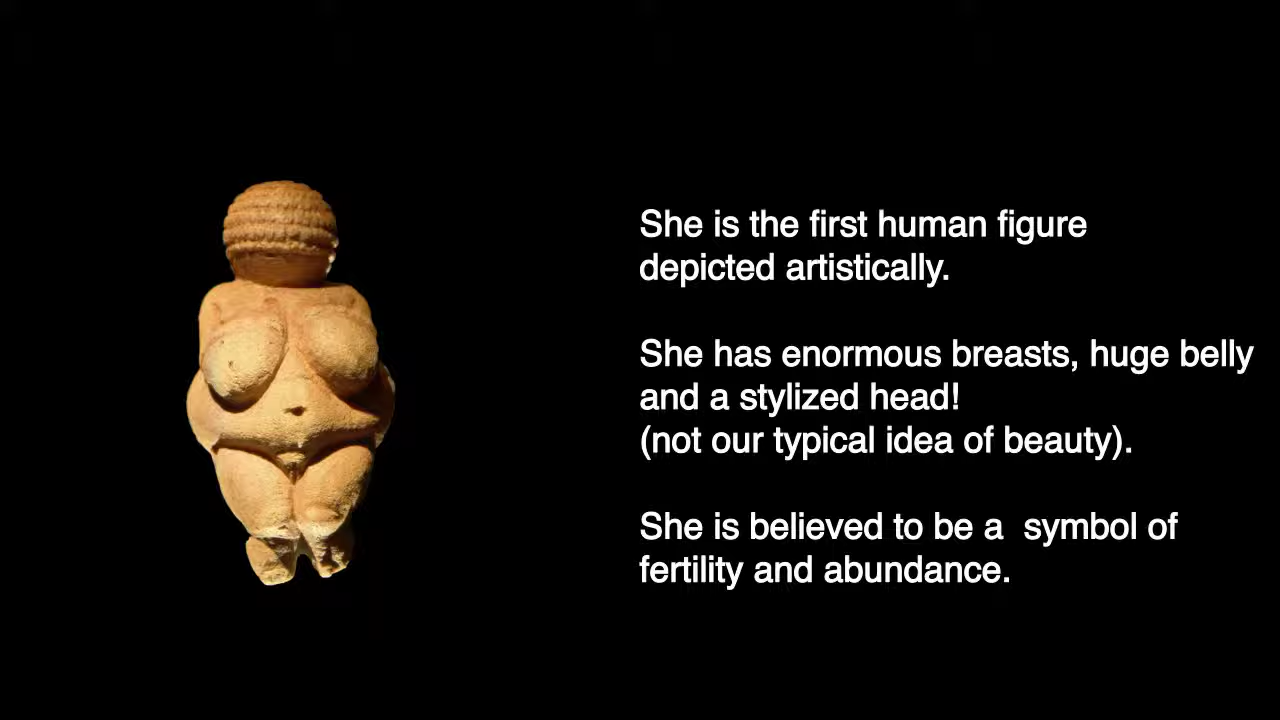 She is the first human figure
depicted artistically.
She has enormous breasts, huge belly
and a stylized head!
(not our typical idea of beauty).
She is believed to be a  symbol of
fertility and abundance.